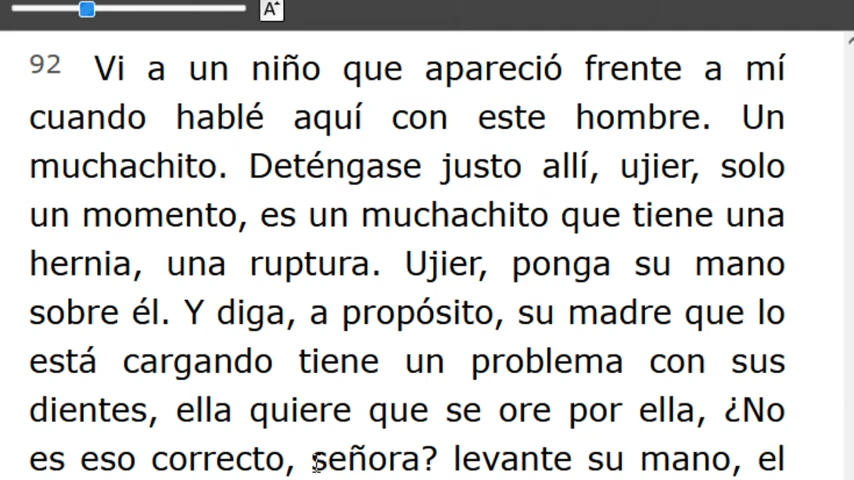 A
92 Vi a un niño que apareció frente a mí
cuando hablé aquí con este hombre. Un
muchachito. Deténgase justo allí, ujier, solo
un momento, es un muchachito que tiene una
hernia, una ruptura. Ujier, ponga su mano
sobre él. Y diga, a propósito, su madre que lo
está cargando tiene un problema con sus
dientes, ella quiere que se ore por ella, ¿No
es eso correcto, señora? levante su mano, el